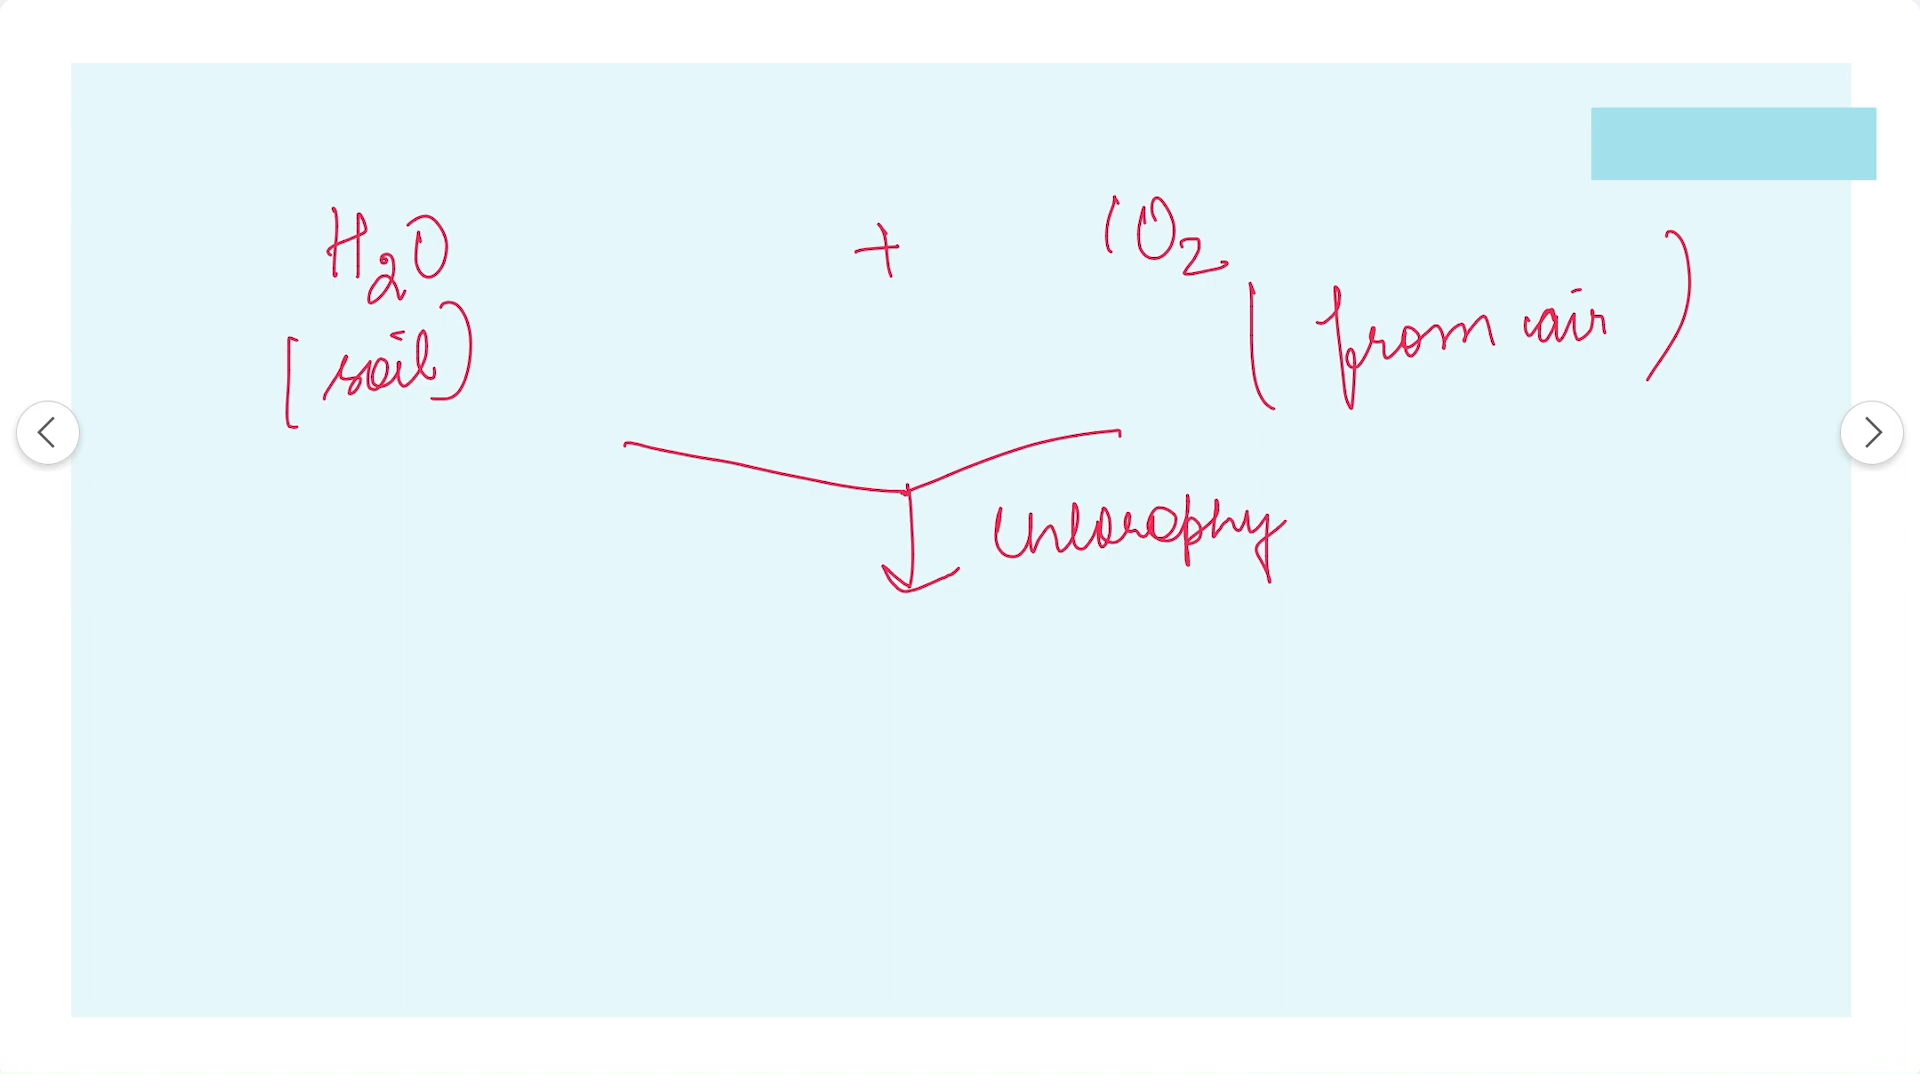 H₂O + CO₂
[soil) (from air)
Chlorophy